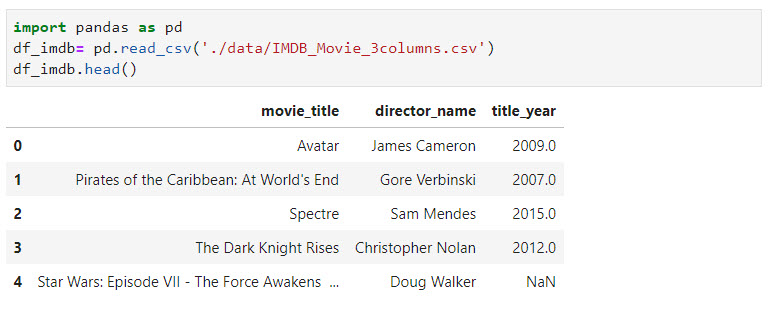 import pandas as pd
df_imdb= pd.read_csv('./data/IMDB_Movie_3columns.csv')
df_imdb.head()
movie_title director_name title_year
0 Avatar James Cameron 2009.0
1 Pirates of the Caribbean: At World's End Gore Verbinski 2007.0
2 Spectre Sam Mendes 2015.0
3 The Dark Knight Rises Christopher Nolan 2012.0
4 Star Wars: Episode VII - The Force Awakens ... Doug Walker NaN